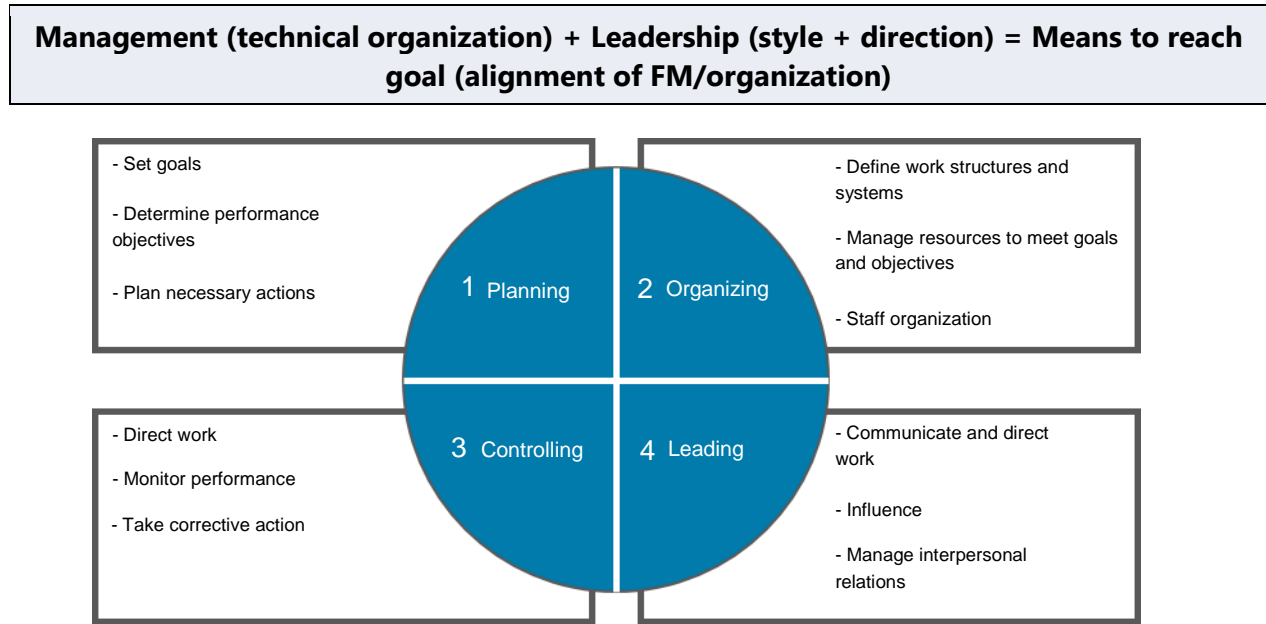 Management (technical organization) + Leadership (style + direction) = Means to reach
goal (alignment of FM/organization)
- Set goals
- Determine performance
objectives
- Plan necessary actions
1 Planning
2 Organizing
- Define work structures and
systems
- Manage resources to meet goals
and objectives
- Staff organization
- Direct work
- Monitor performance
- Take corrective action
3 Controlling
4 Leading
- Communicate and direct
work
- Influence
- Manage interpersonal
relations